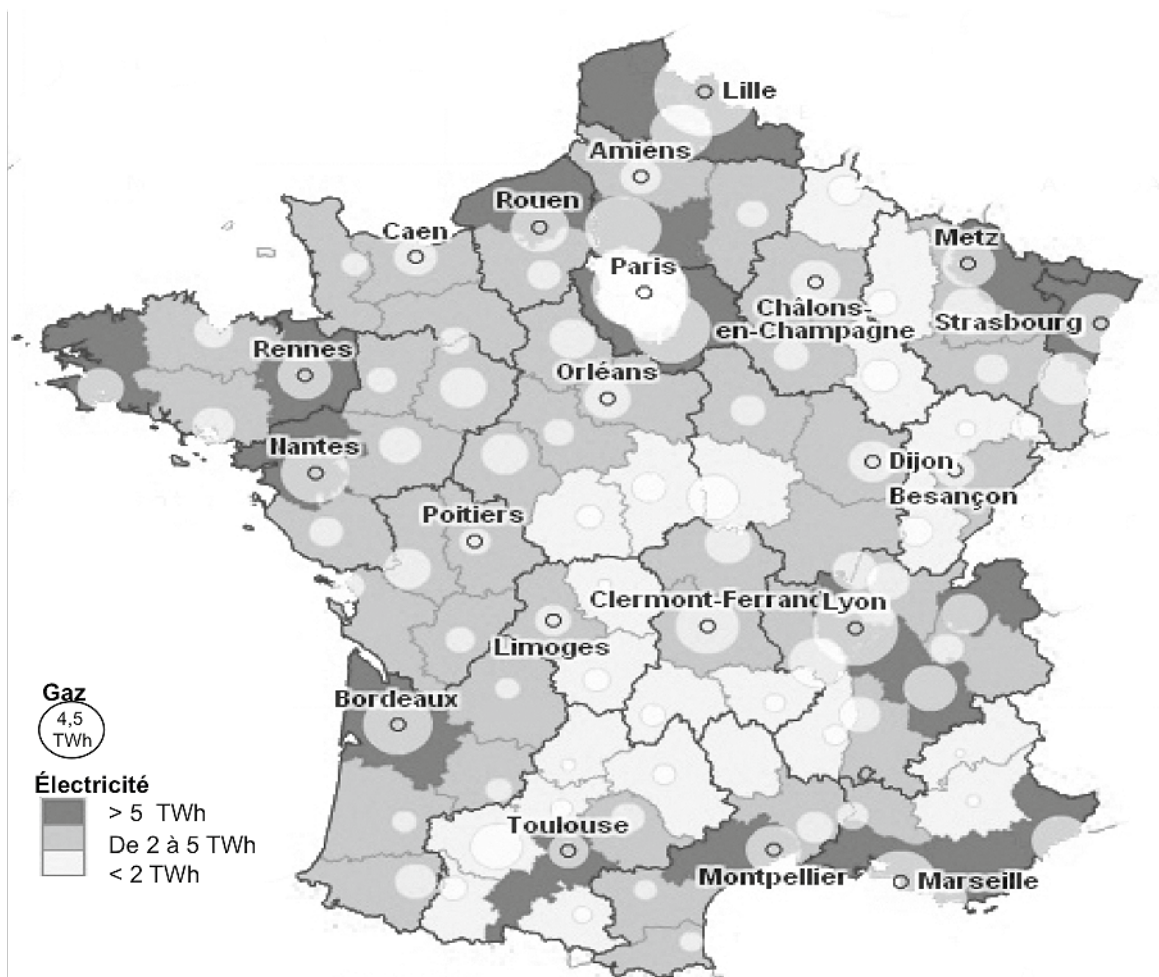 Lille
Amiens
Rouen
Caen
Metz
Paris
Châlons-
en-Champagne
Strasbourg
Rennes
Orléans
Nantes
Dijon
Besançon
Poitiers
Clermont-Ferrand
Lyon
Limoges
Bordeaux
Toulouse
Montpellier
Marseille
Gaz
4,5
TWh
Électricité
> 5 TWh
De 2 à 5 TWh
< 2 TWh